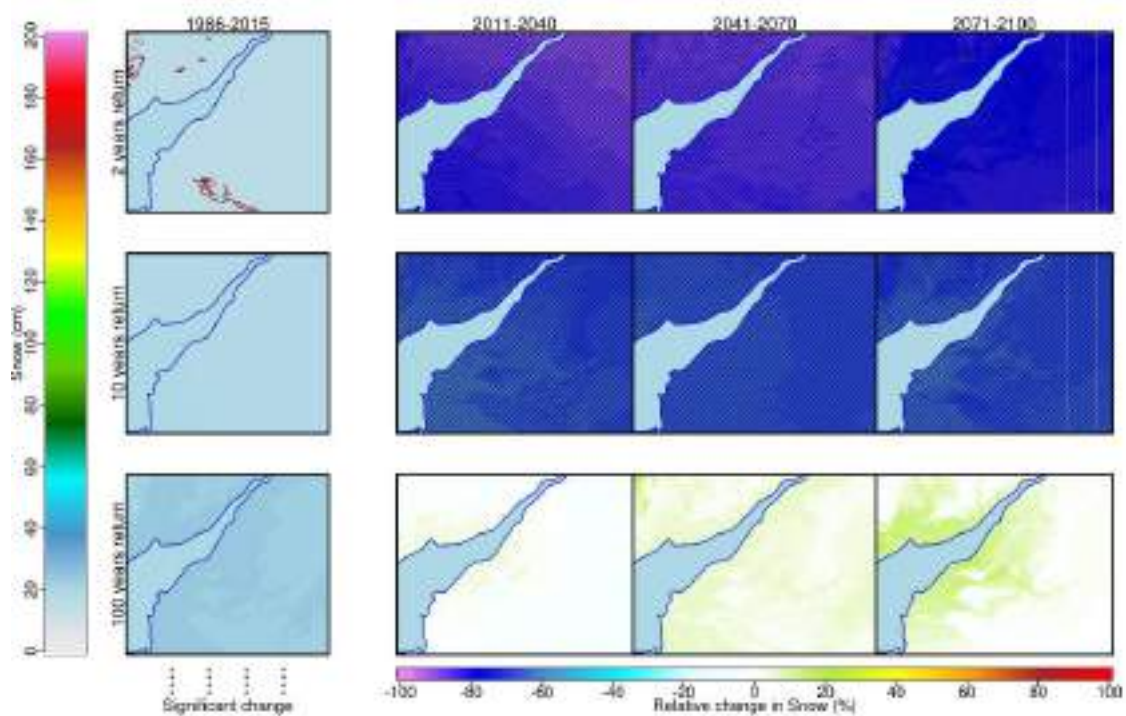 1986-2015 2011-2040 2041-2070 2071-2100
200
180
160
140
120
100
80
60
40
20
0
Snow (cm)
2 years return
10 years return
100 years return
Significant change
-100 -80 -60 -40 -20 0 20 40 60 80 100
Relative change in Snow (%)